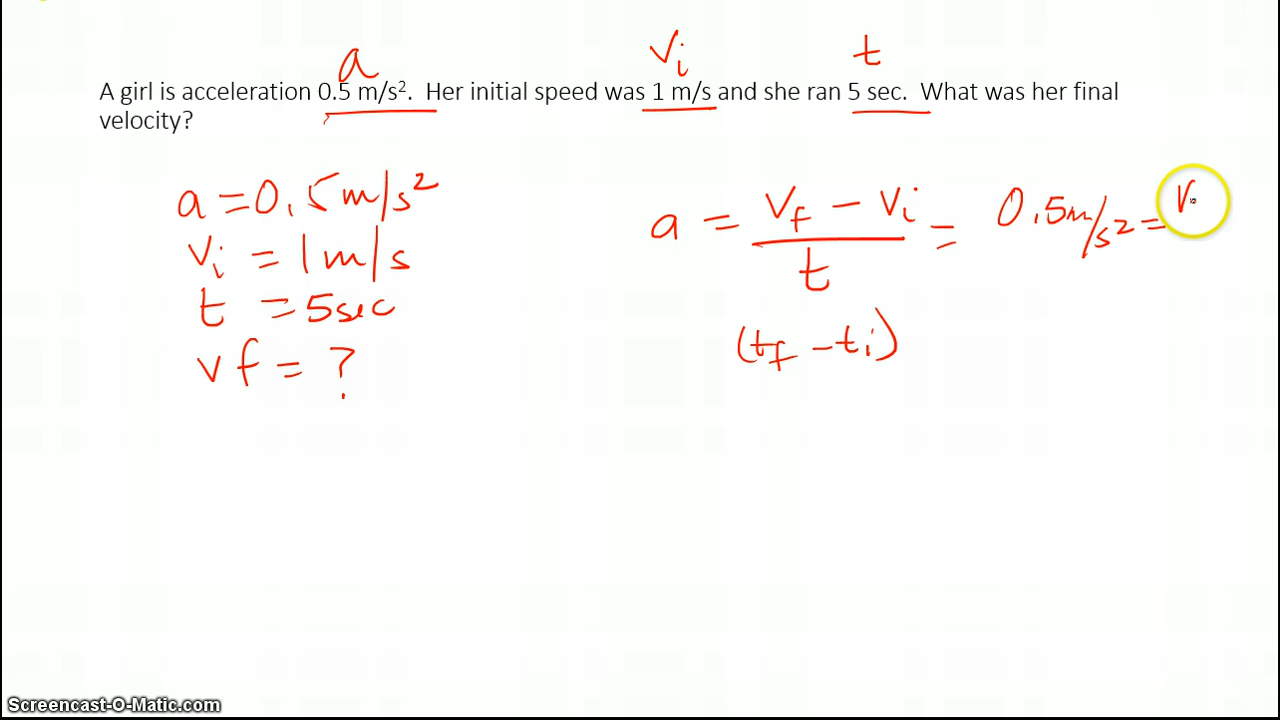 a   Vi   t
A girl is acceleration 0.5 m/s².  Her initial speed was 1 m/s and she ran 5 sec.  What was her final
velocity?
a = 0.5 m/s²
Vi = 1 m/s
t = 5 sec
vf = ?
a = Vf - Vi / t = 0.5 m/s² = V
(tf - ti)
Screencast-O-Matic.com